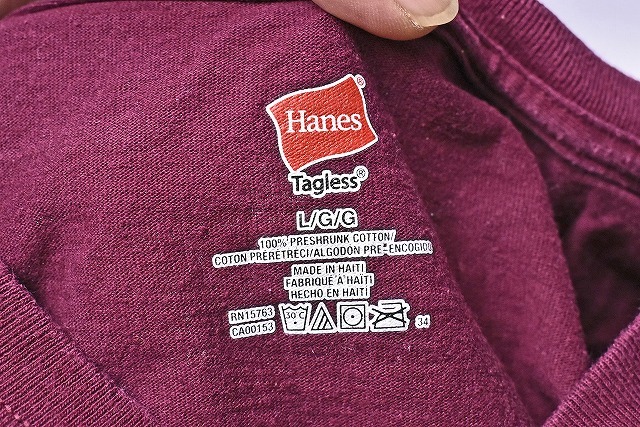 Hanes®
Tagless®
L/G/G
100% PRESHRUNK COTTON/
COTON PRÉRÉTRECI/ALGODON PRE-ENCOGIDO
MADE IN HAITI
FABRIQUÉ À HAÏTI
HECHO EN HAITÍ
RN15763
CA00153
30 C
34